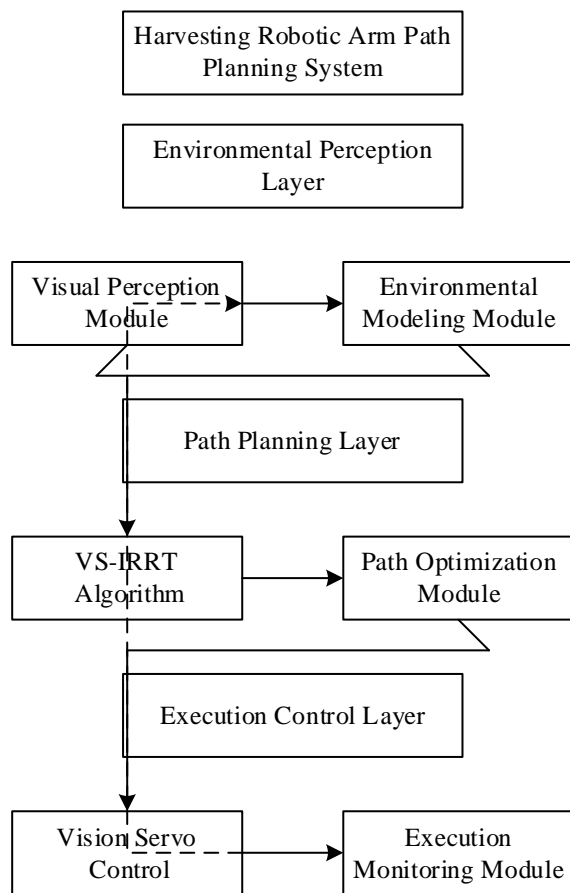 Harvesting Robotic Arm Path
Planning System
Environmental Perception
Layer
Visual Perception
Module
Environmental
Modeling Module
Path Planning Layer
VS-IRRT
Algorithm
Path Optimization
Module
Execution Control Layer
Vision Servo
Control
Execution
Monitoring Module